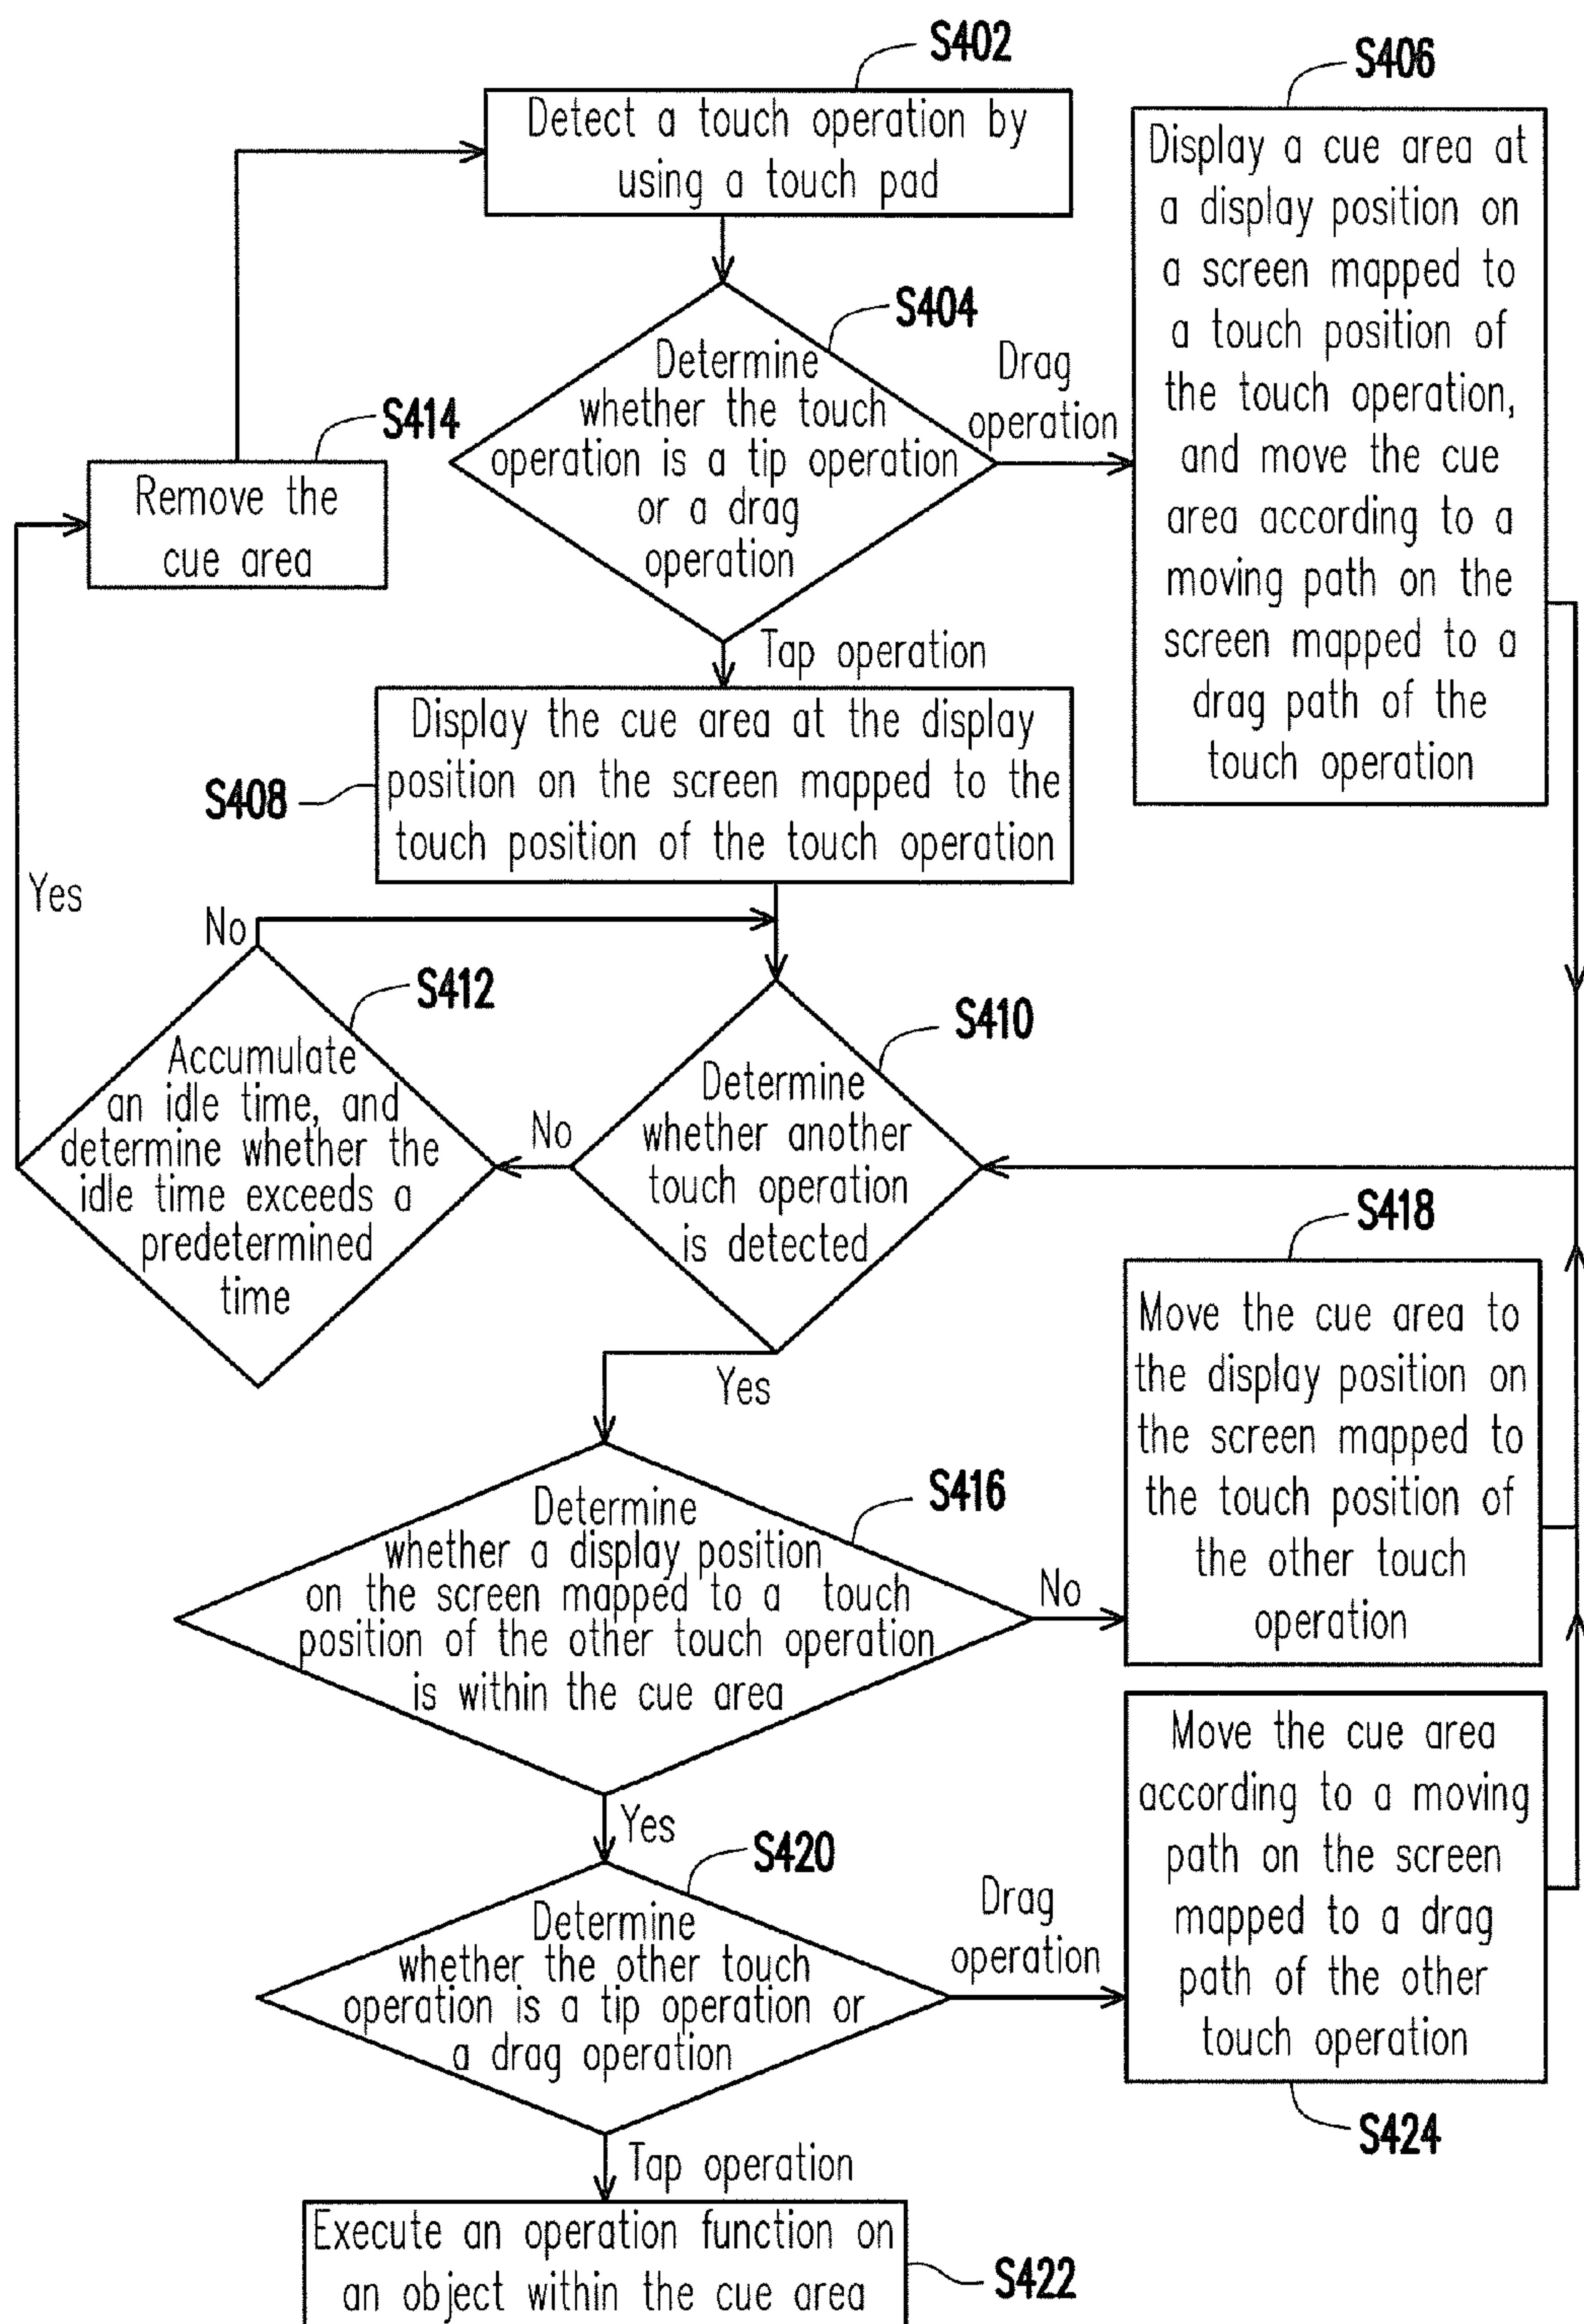 S402
Detect a touch operation by
using a touch pad
S404
Determine
whether the touch
operation is a tip operation
or a drag
operation
Drag
operation
S406
Display a cue area at
a display position on
a screen mapped to
a touch position of
the touch operation,
and move the cue
area according to a
moving path on the
screen mapped to a
drag path of the
touch operation
S414
Remove the
cue area
Tap operation
S408
Display the cue area at the display
position on the screen mapped to the
touch position of the touch operation
Yes
No
S412
Accumulate
an idle time, and
determine whether the
idle time exceeds a
predetermined
time
No
S410
Determine
whether another
touch operation
is detected
Yes
S416
Determine
whether a display position
on the screen mapped to a touch
position of the other touch operation
is within the cue area
No
S418
Move the cue area to
the display position on
the screen mapped to
the touch position of
the other touch
operation
Yes
S420
Determine
whether the other touch
operation is a tip operation or
a drag operation
Drag
operation
Move the cue area
according to a moving
path on the screen
mapped to a drag
path of the other
touch operation
S424
Tap operation
Execute an operation function on
an object within the cue area
S422